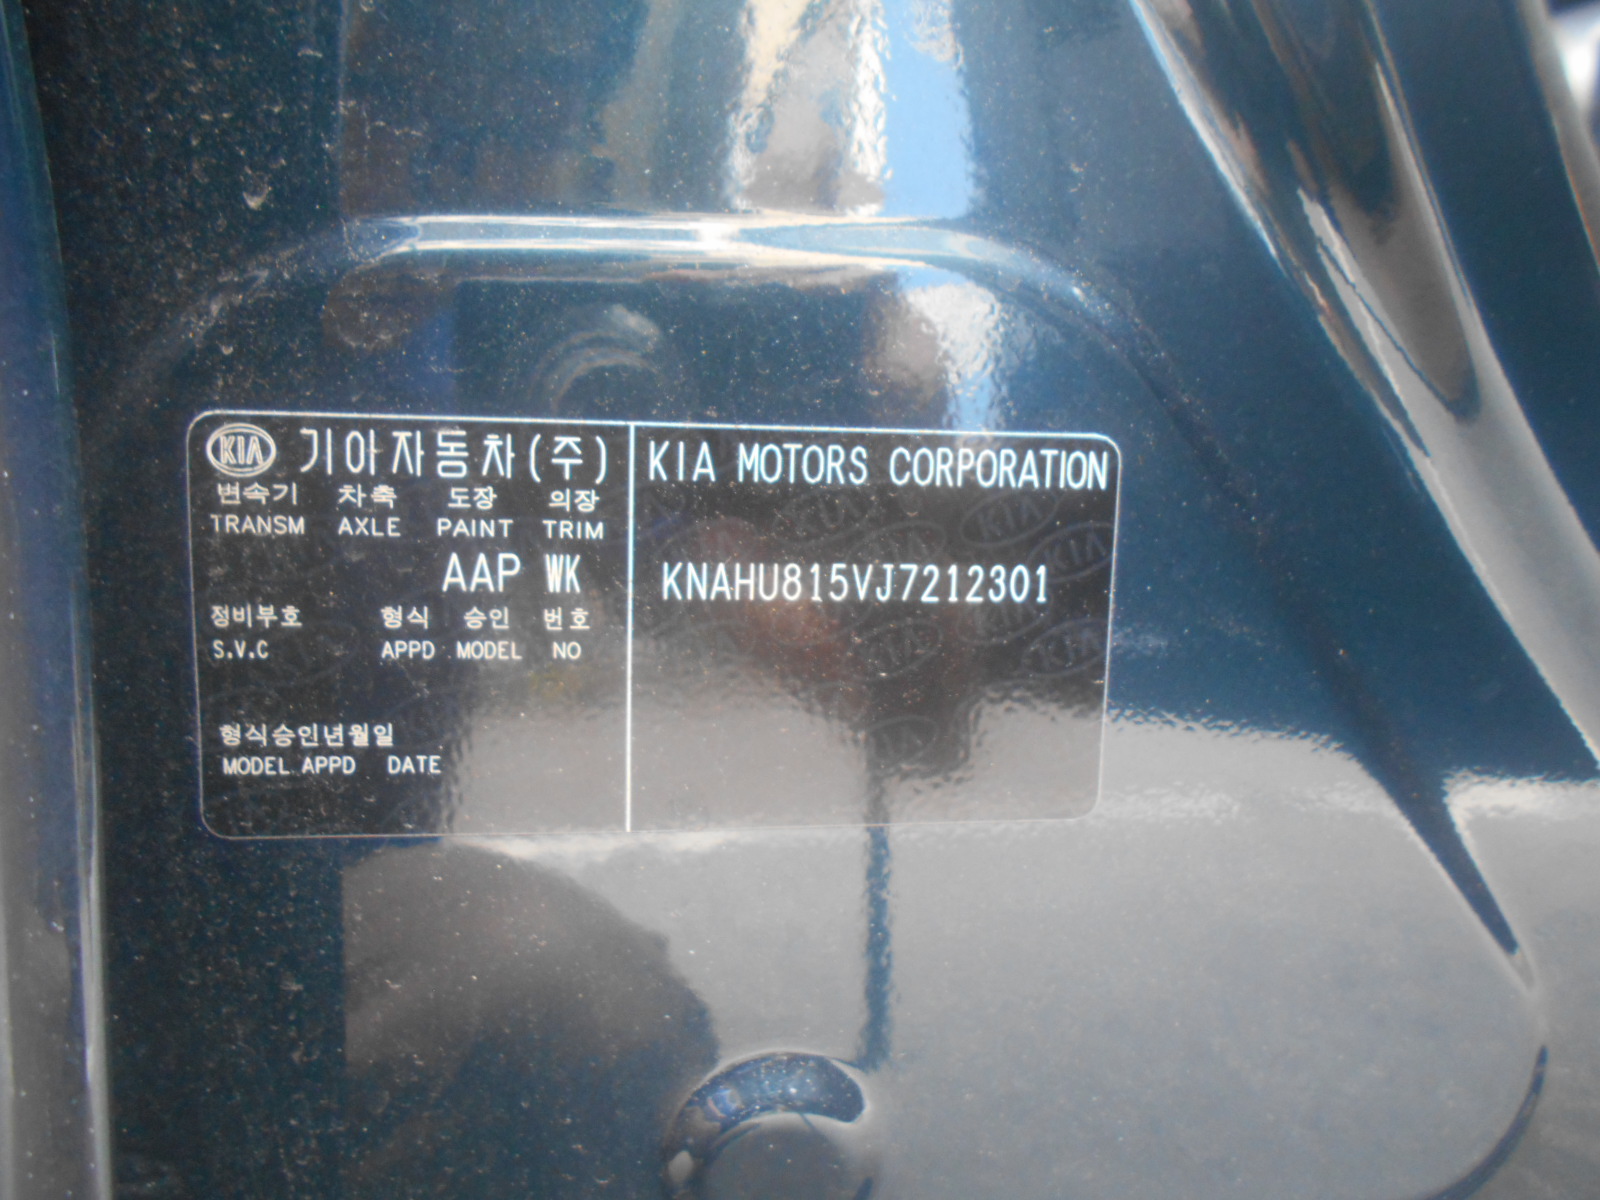 KIA 기아자동차(주)
변속기 차축 도장 의장
TRANSM AXLE PAINT TRIM
AAP WK
정비부호 형식 승인 번호
S.V.C APPD MODEL NO
형식승인년월일
MODEL APPD DATE
KIA MOTORS CORPORATION
KNAHU815VJ7212301